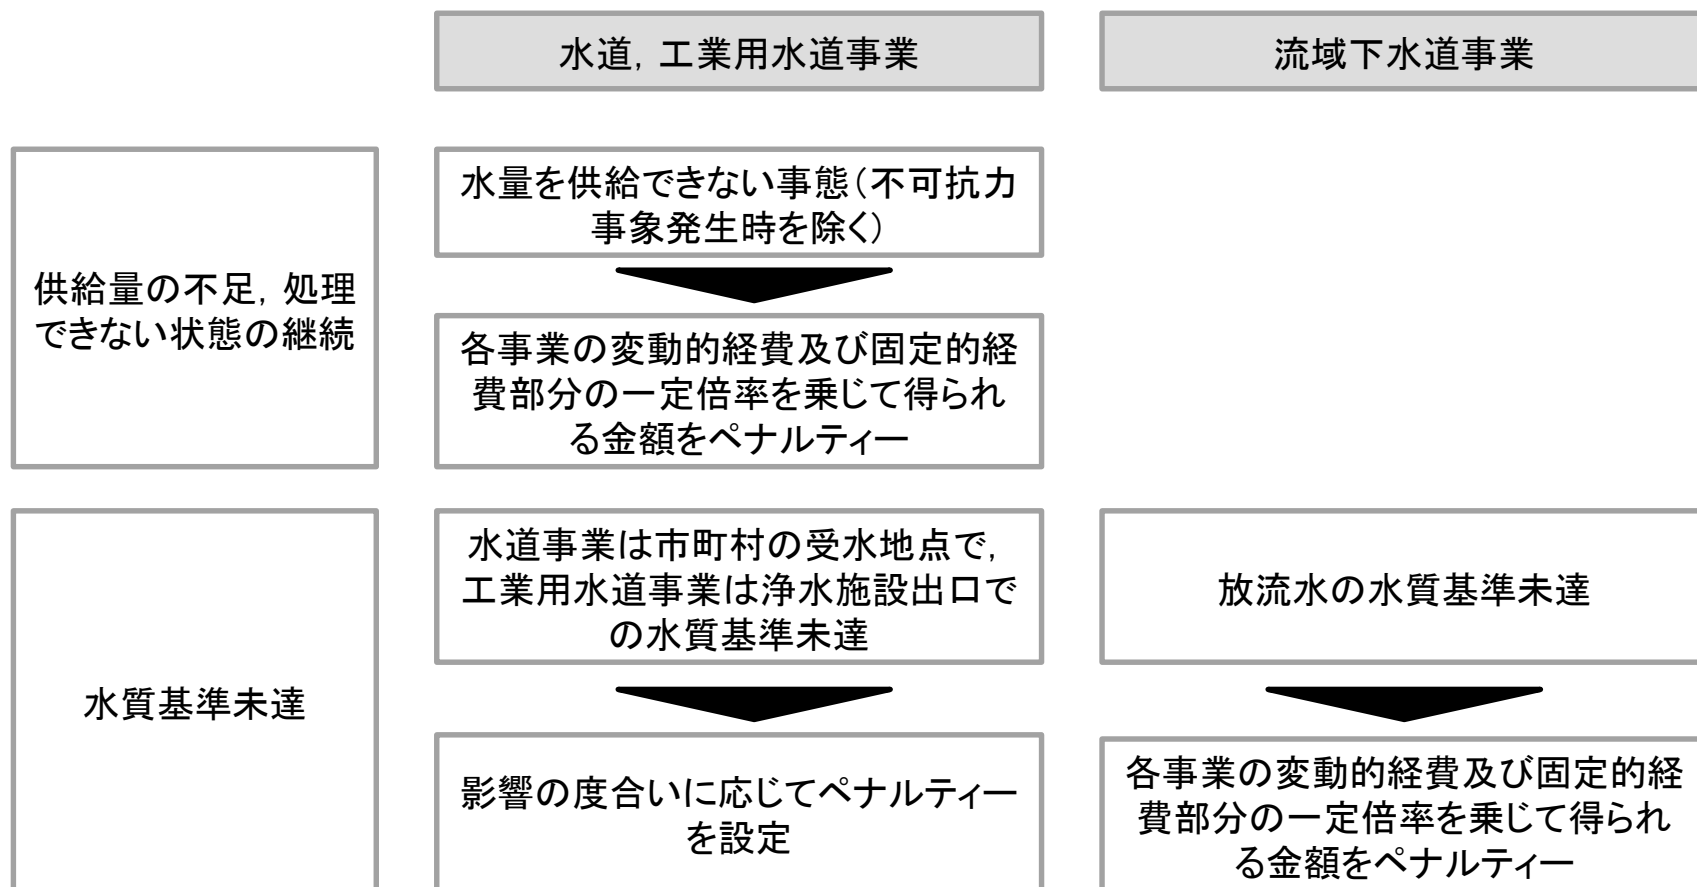 水道，工業用水道事業
流域下水道事業
供給量の不足，処理
できない状態の継続
水量を供給できない事態（不可抗力
事象発生時を除く）
各事業の変動的経費及び固定的経
費部分の一定倍率を乗じて得られ
る金額をペナルティー
水質基準未達
水道事業は市町村の受水地点で，
工業用水道事業は浄水施設出口で
の水質基準未達
影響の度合いに応じてペナルティー
を設定
放流水の水質基準未達
各事業の変動的経費及び固定的経
費部分の一定倍率を乗じて得られ
る金額をペナルティー